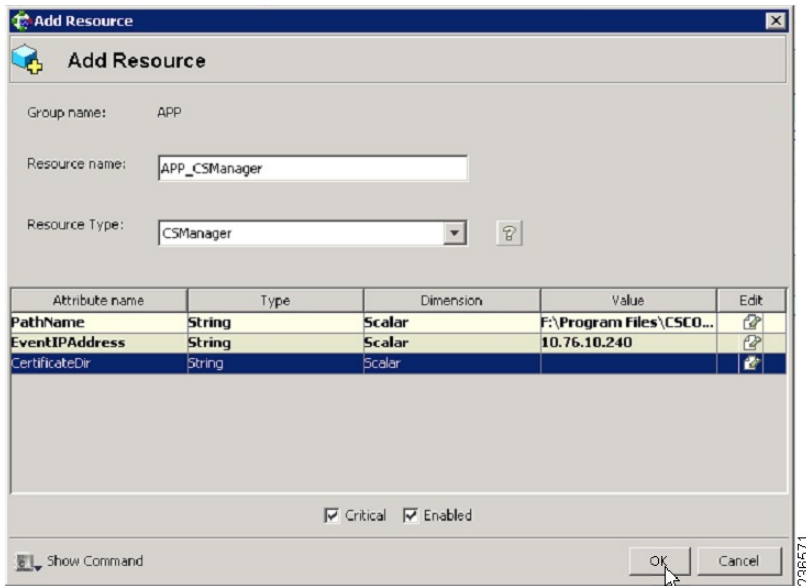 Add Resource
Add Resource
Group name: APP
Resource name: APP_CSManager
Resource Type: CSManager ?
Attribute name Type Dimension Value Edit
PathName String Scalar F:\Program Files\CSCO...
EventIPAddress String Scalar 10.76.10.240
CertificateDir String Scalar
Critical Enabled
Show Command OK Cancel